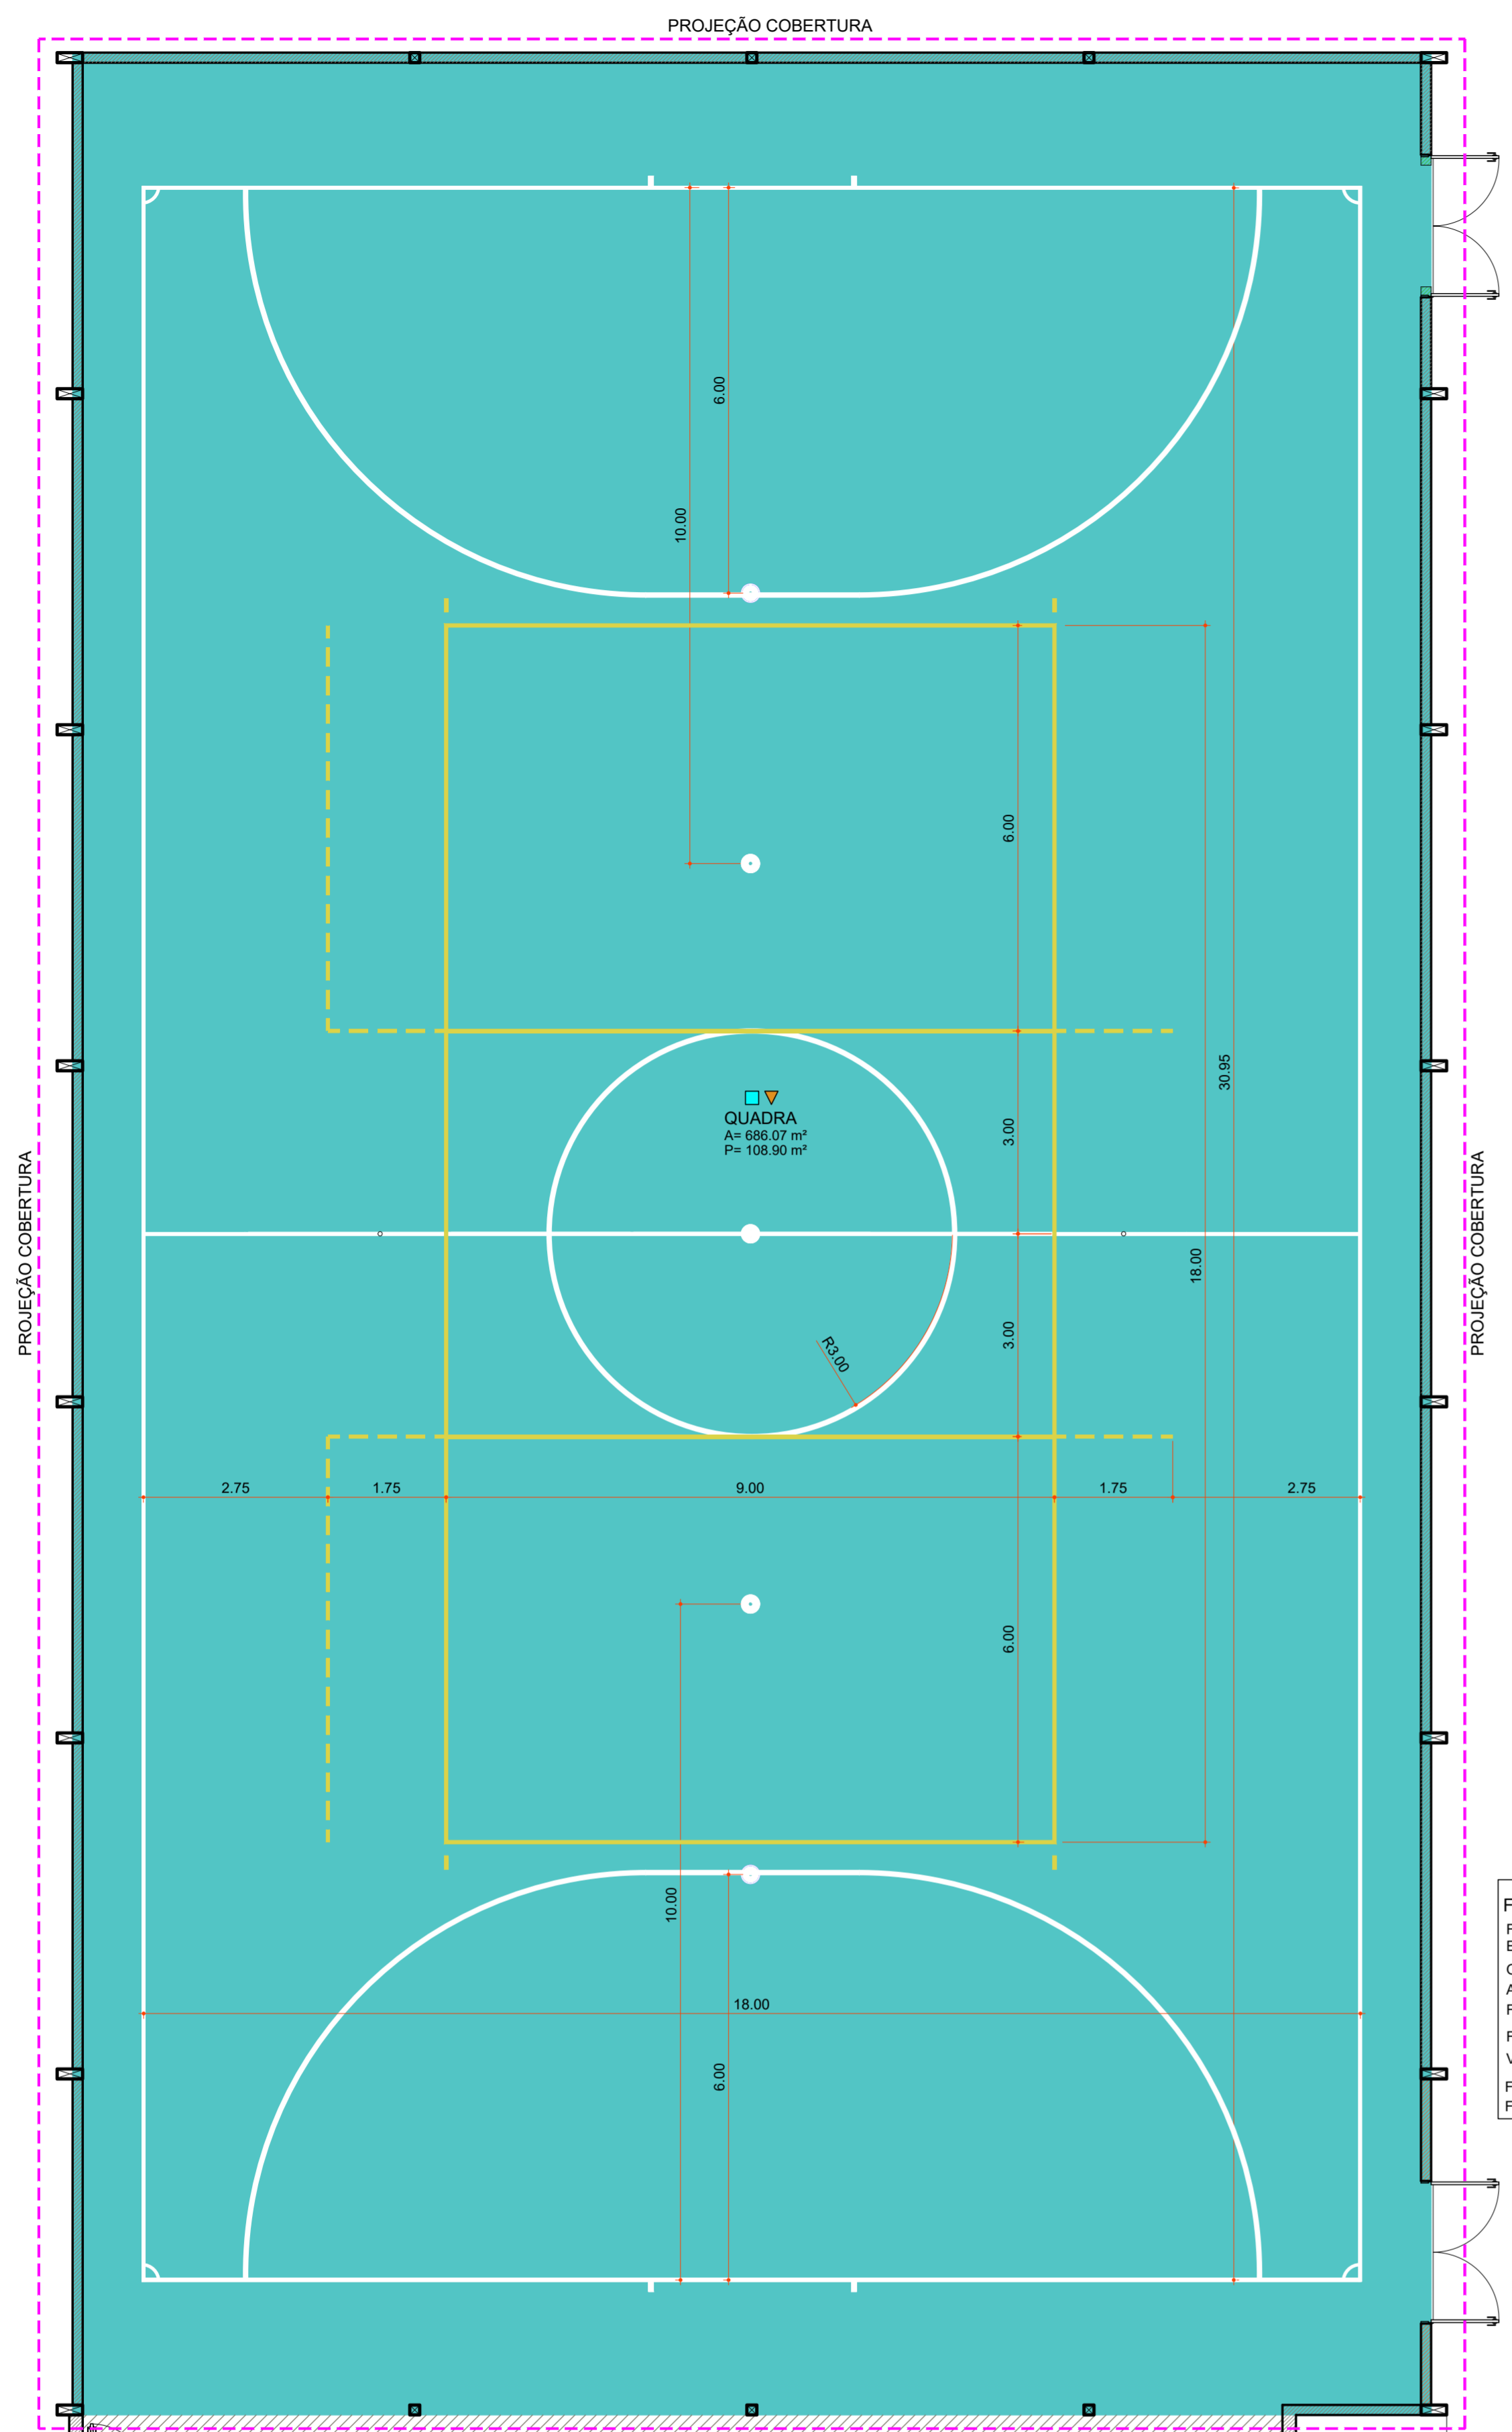 PROJEÇÃO COBERTURA
6.00
10.00
6.00
30.95
QUADRA
A= 686.07 m²
P= 108.90 m²
3.00
PROJEÇÃO COBERTURA
PROJEÇÃO COBERTURA
18.00
3.00
R3.00
2.75
1.75
9.00
1.75
2.75
6.00
10.00
18.00
6.00